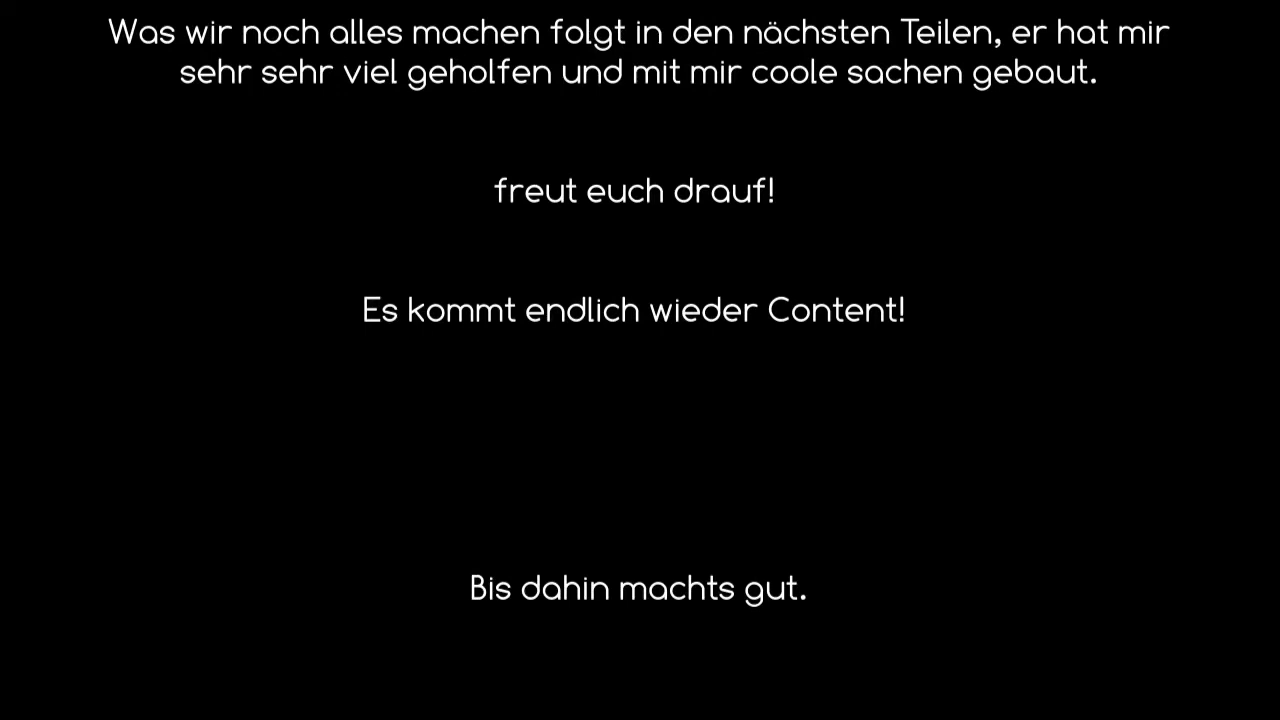 Was wir noch alles machen folgt in den nächsten Teilen, er hat mir
sehr sehr viel geholfen und mit mir coole sachen gebaut.
freut euch drauf!
Es kommt endlich wieder Content!
Bis dahin machts gut.